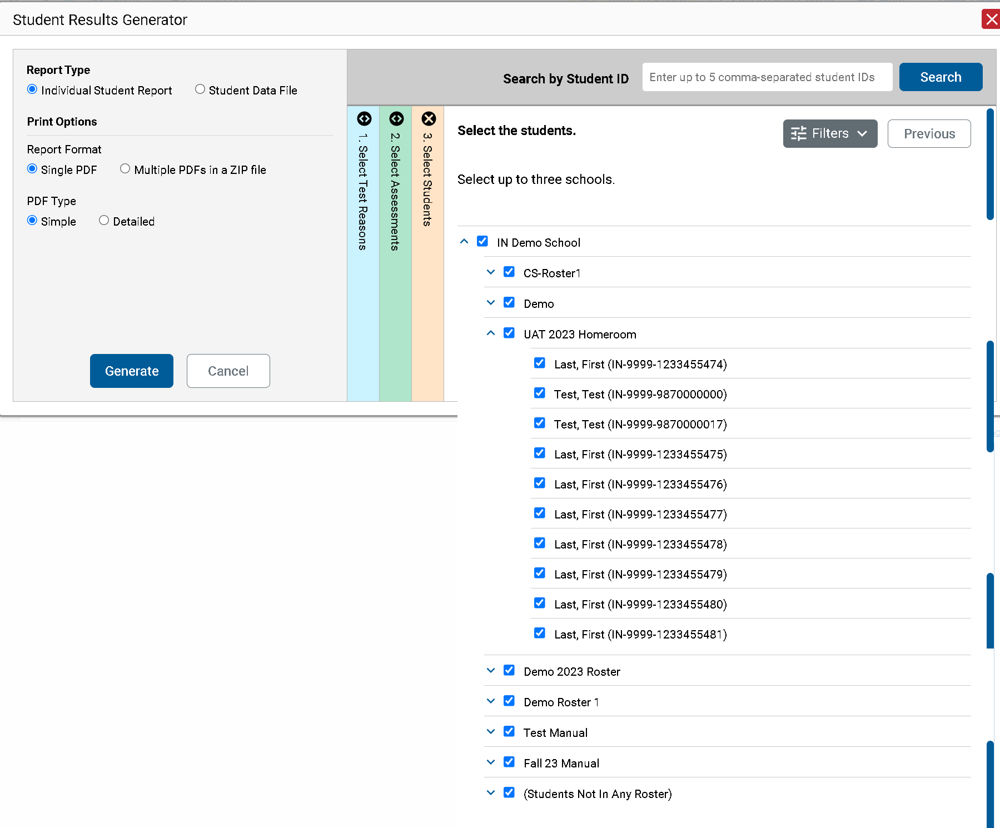 Student Results Generator
Report Type
Individual Student Report
Student Data File
Print Options
Report Format
Single PDF
Multiple PDFs in a ZIP file
PDF Type
Simple
Detailed
Generate
Cancel
Search by Student ID
Enter up to 5 comma-separated student IDs
Search
1. Select Test Reasons
2. Select Assessments
3. Select Students
Select the students.
Filters
Previous
Select up to three schools.
IN Demo School
CS-Roster1
Demo
UAT 2023 Homeroom
Last, First (IN-9999-1233455474)
Test, Test (IN-9999-9870000000)
Test, Test (IN-9999-9870000017)
Last, First (IN-9999-1233455475)
Last, First (IN-9999-1233455476)
Last, First (IN-9999-1233455477)
Last, First (IN-9999-1233455478)
Last, First (IN-9999-1233455479)
Last, First (IN-9999-1233455480)
Last, First (IN-9999-1233455481)
Demo 2023 Roster
Demo Roster 1
Test Manual
Fall 23 Manual
(Students Not In Any Roster)